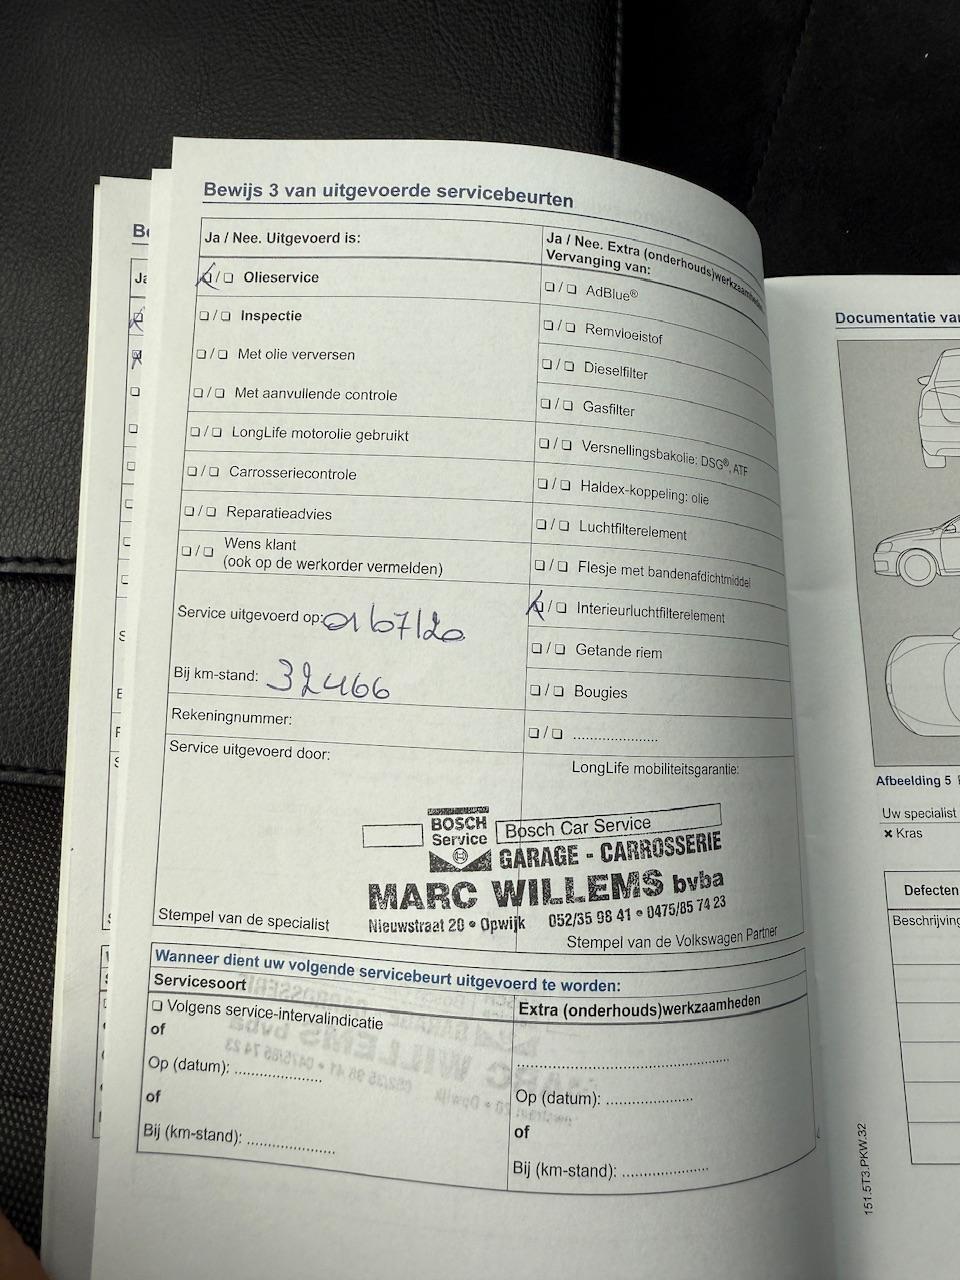 Bewijs 3 van uitgevoerde servicebeurten
Ja / Nee. Uitgevoerd is:
❏ / ❏ Olieservice
❏ / ❏ Inspectie
❏ / ❏ Met olie verversen
❏ / ❏ Met aanvullende controle
❏ / ❏ LongLife motorolie gebruikt
❏ / ❏ Carrosseriecontrole
❏ / ❏ Reparatieadvies
❏ / ❏ Wens klant
(ook op de werkorder vermelden)
Service uitgevoerd op: 01 07/20
Bij km-stand: 32466
Rekeningnummer:
Service uitgevoerd door:
Ja / Nee. Extra (onderhouds)werkzaamheden
Vervanging van:
❏ / ❏ AdBlue®
❏ / ❏ Remvloeistof
❏ / ❏ Dieselfilter
❏ / ❏ Gasfilter
❏ / ❏ Versnellingsbakolie: DSG®, ATF
❏ / ❏ Haldex-koppeling: olie
❏ / ❏ Luchtfilterelement
❏ / ❏ Flesje met bandenafdichtmiddel
❏ / ❏ Interieurluchtfilterelement
❏ / ❏ Getande riem
❏ / ❏ Bougies
❏ / ❏ .....................
LongLife mobiliteitsgarantie:
BOSCH
Service
Bosch Car Service
GARAGE - CARROSSERIE
MARC WILLEMS bvba
Nieuwstraat 20 • Opwijk 052/35 98 41 • 0475/85 74 23
Stempel van de specialist
Stempel van de Volkswagen Partner
Wanneer dient uw volgende servicebeurt uitgevoerd te worden:
Servicesoort
❏ Volgens service-intervalindicatie
of
Op (datum): .....................
of
Bij (km-stand): .....................
Extra (onderhouds)werkzaamheden
..................................................
Op (datum): .....................
of
Bij (km-stand): .....................
151.5T3.PKW.32
Documentatie va
Afbeelding 5
Uw specialist
× Kras
Defecten
Beschrijving